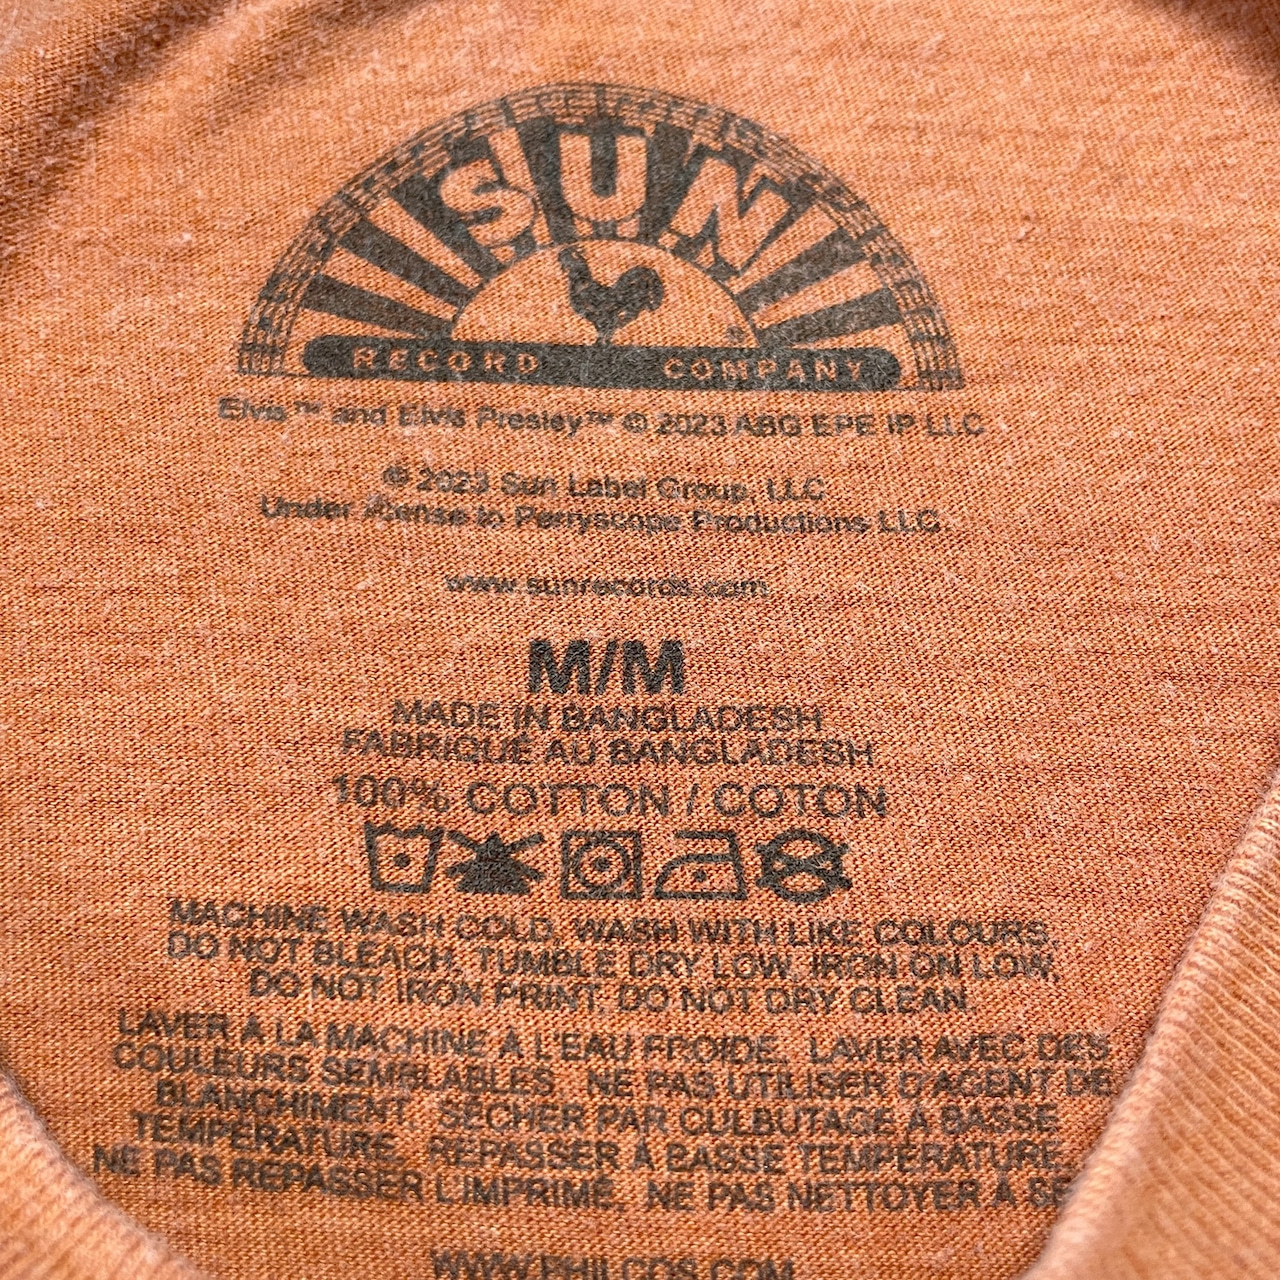 SUN
RECORD COMPANY
Elvis™ and Elvis Presley™ © 2023 ABG EPE IP LLC
© 2023 Sun Label Group, LLC
Under license to Perryscope Productions LLC.
www.sunrecords.com
M/M
MADE IN BANGLADESH
FABRIQUÉ AU BANGLADESH
100% COTTON / COTON
MACHINE WASH COLD. WASH WITH LIKE COLOURS.
DO NOT BLEACH. TUMBLE DRY LOW. IRON ON LOW.
DO NOT IRON PRINT. DO NOT DRY CLEAN.
LAVER À LA MACHINE À L'EAU FROIDE. LAVER AVEC DES
COULEURS SEMBLABLES. NE PAS UTILISER D'AGENT DE
BLANCHIMENT. SÉCHER PAR CULBUTAGE À BASSE
TEMPÉRATURE. REPASSER À BASSE TEMPÉRATURE.
NE PAS REPASSER L'IMPRIMÉ. NE PAS NETTOYER À SE
WWW.PHILCOS.COM